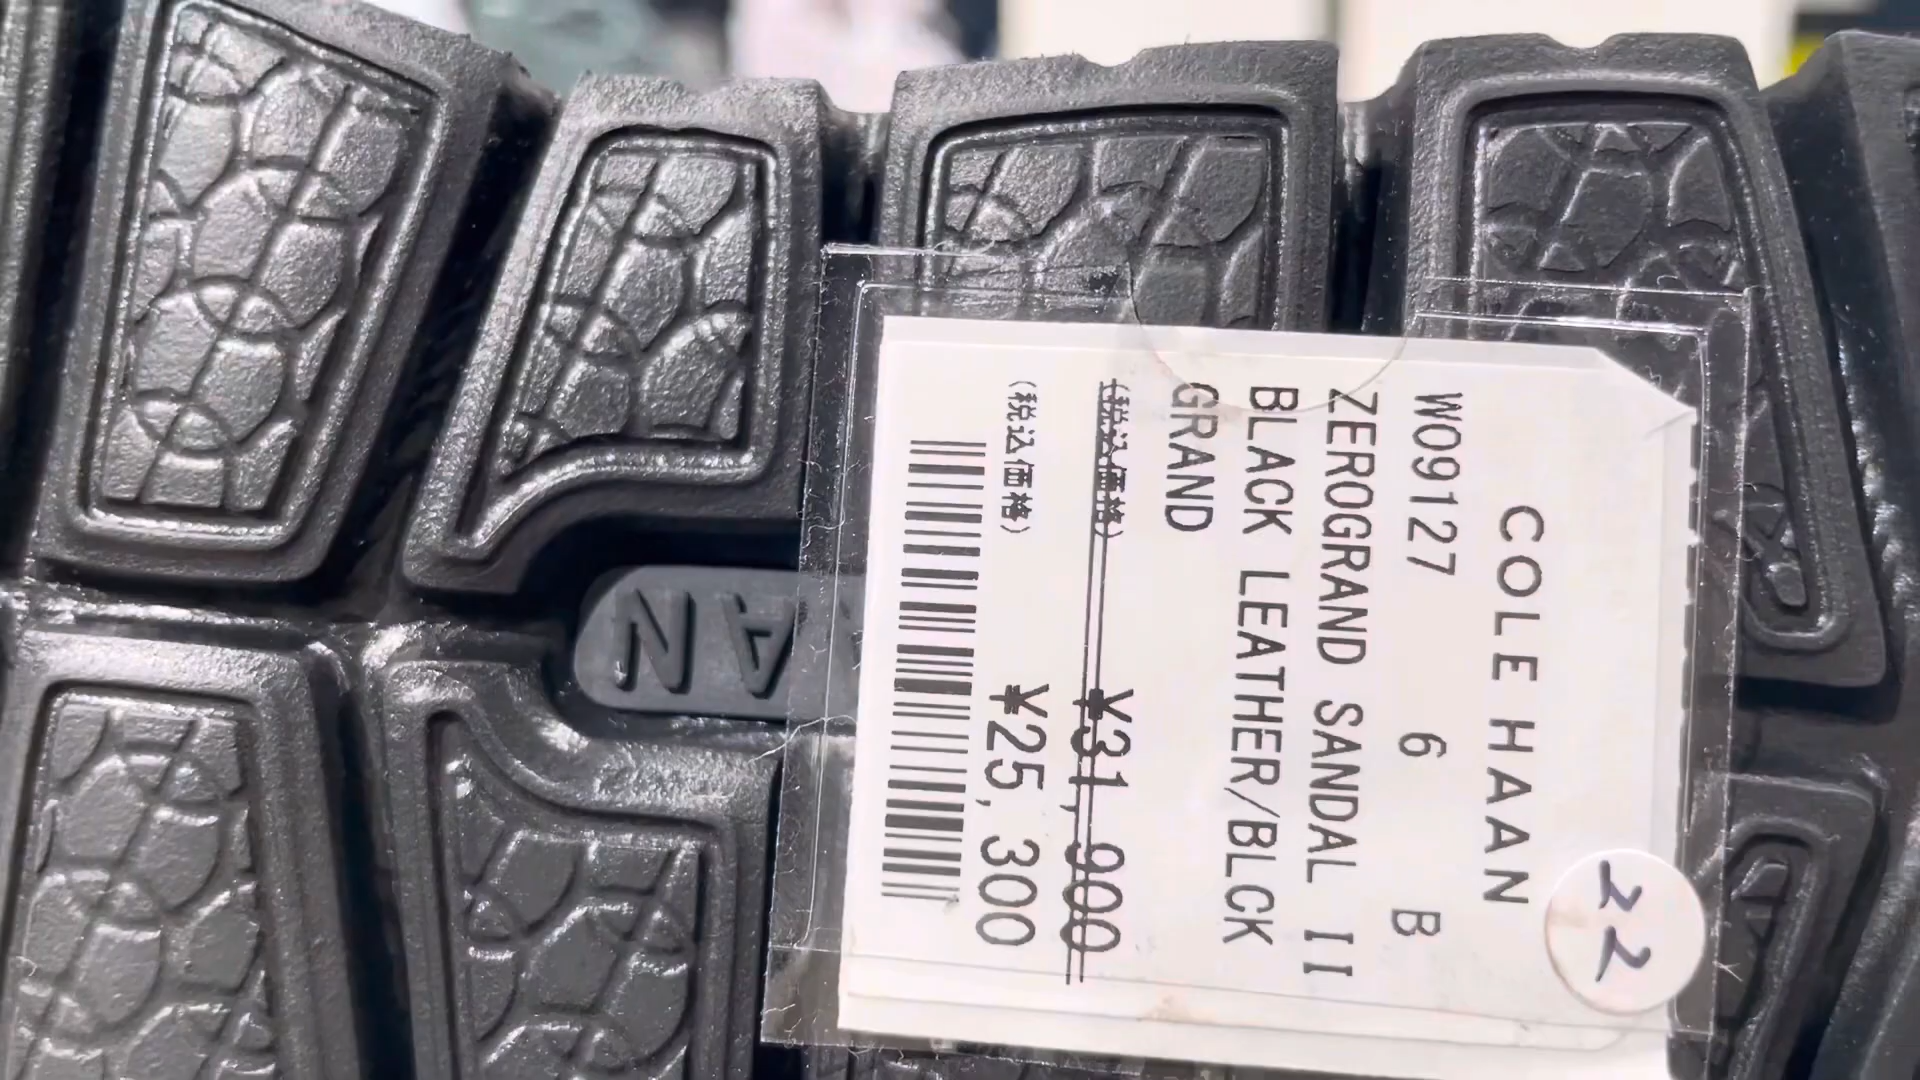 COLE HAAN
W09127 6 B
ZEROGRAND SANDAL II
BLACK LEATHER/BLCK
GRAND
(税込価格) ¥31,900
(税込価格) ¥25,300
22
AN